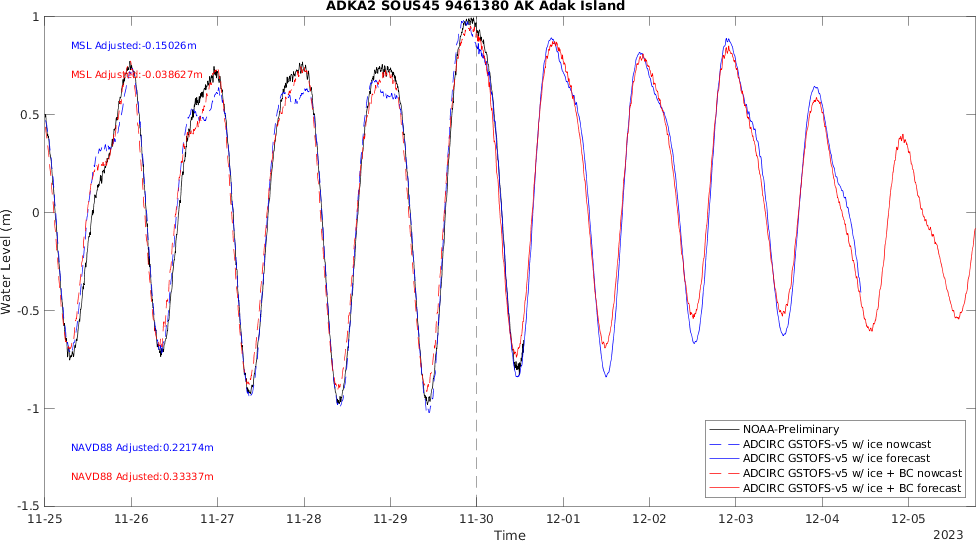 ADKA2 SOUS45 9461380 AK Adak Island
1
0.5
0
-0.5
-1
-1.5
Water Level (m)
MSL Adjusted:-0.15026m
MSL Adjusted:-0.038627m
NAVD88 Adjusted:0.22174m
NAVD88 Adjusted:0.33337m
NOAA-Preliminary
ADCIRC GSTOFS-v5 w/ ice nowcast
ADCIRC GSTOFS-v5 w/ ice forecast
ADCIRC GSTOFS-v5 w/ ice + BC nowcast
ADCIRC GSTOFS-v5 w/ ice + BC forecast
11-25 11-26 11-27 11-28 11-29 11-30 12-01 12-02 12-03 12-04 12-05
Time
2023